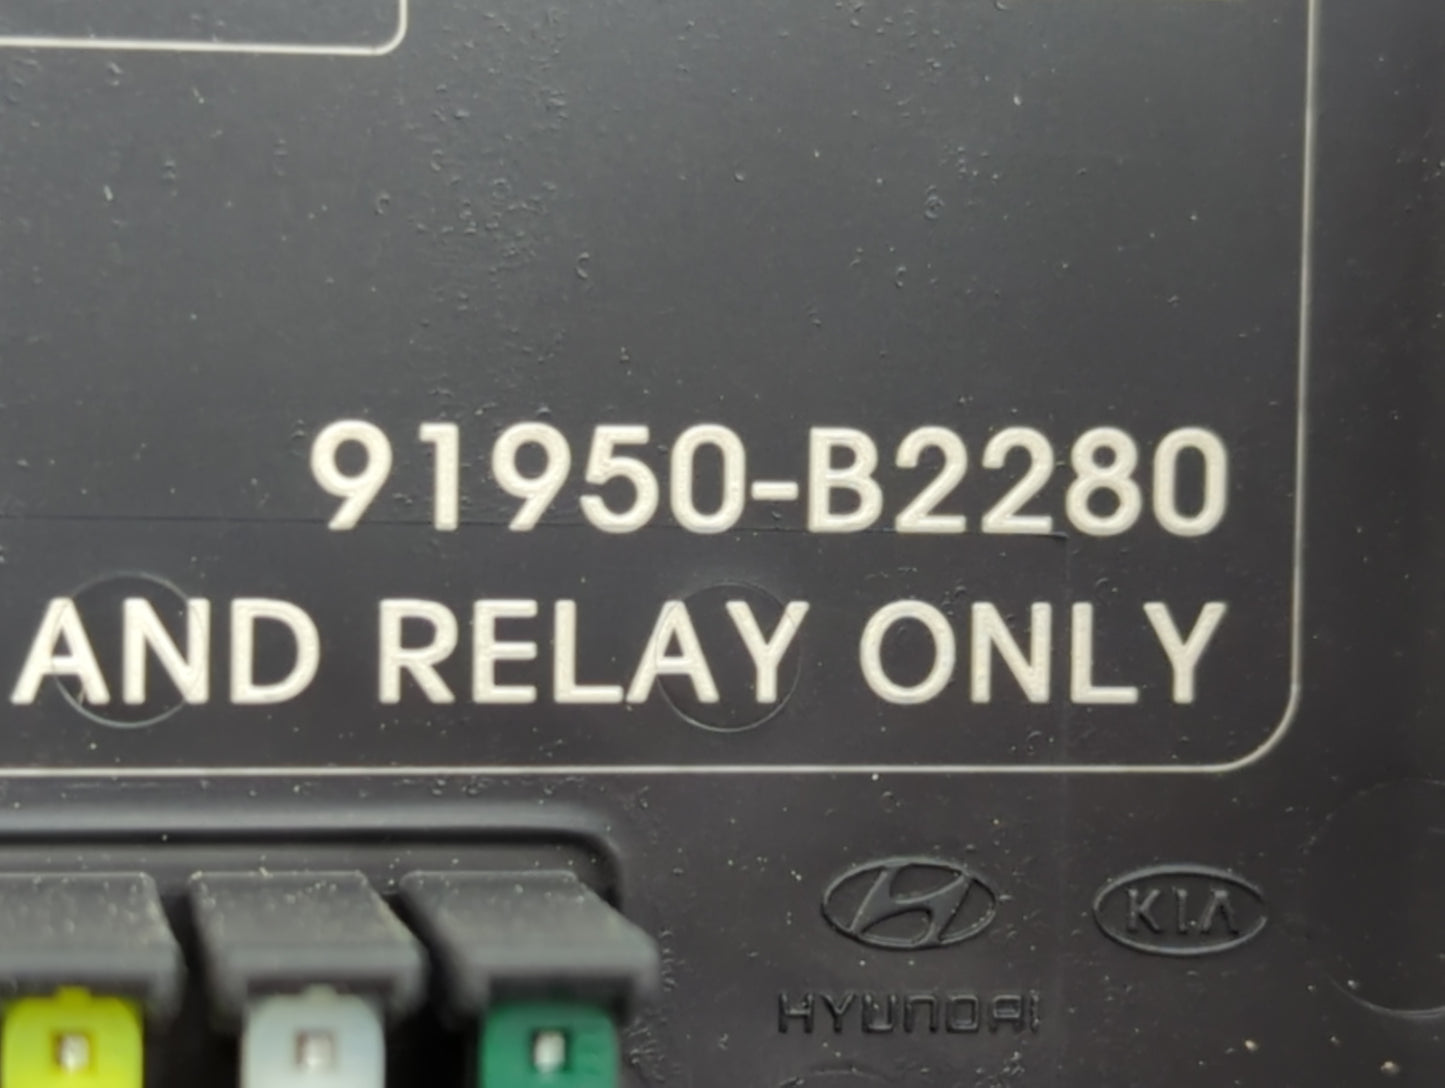 91950-B2280
AND RELAY ONLY
KIA
HYUNDAI